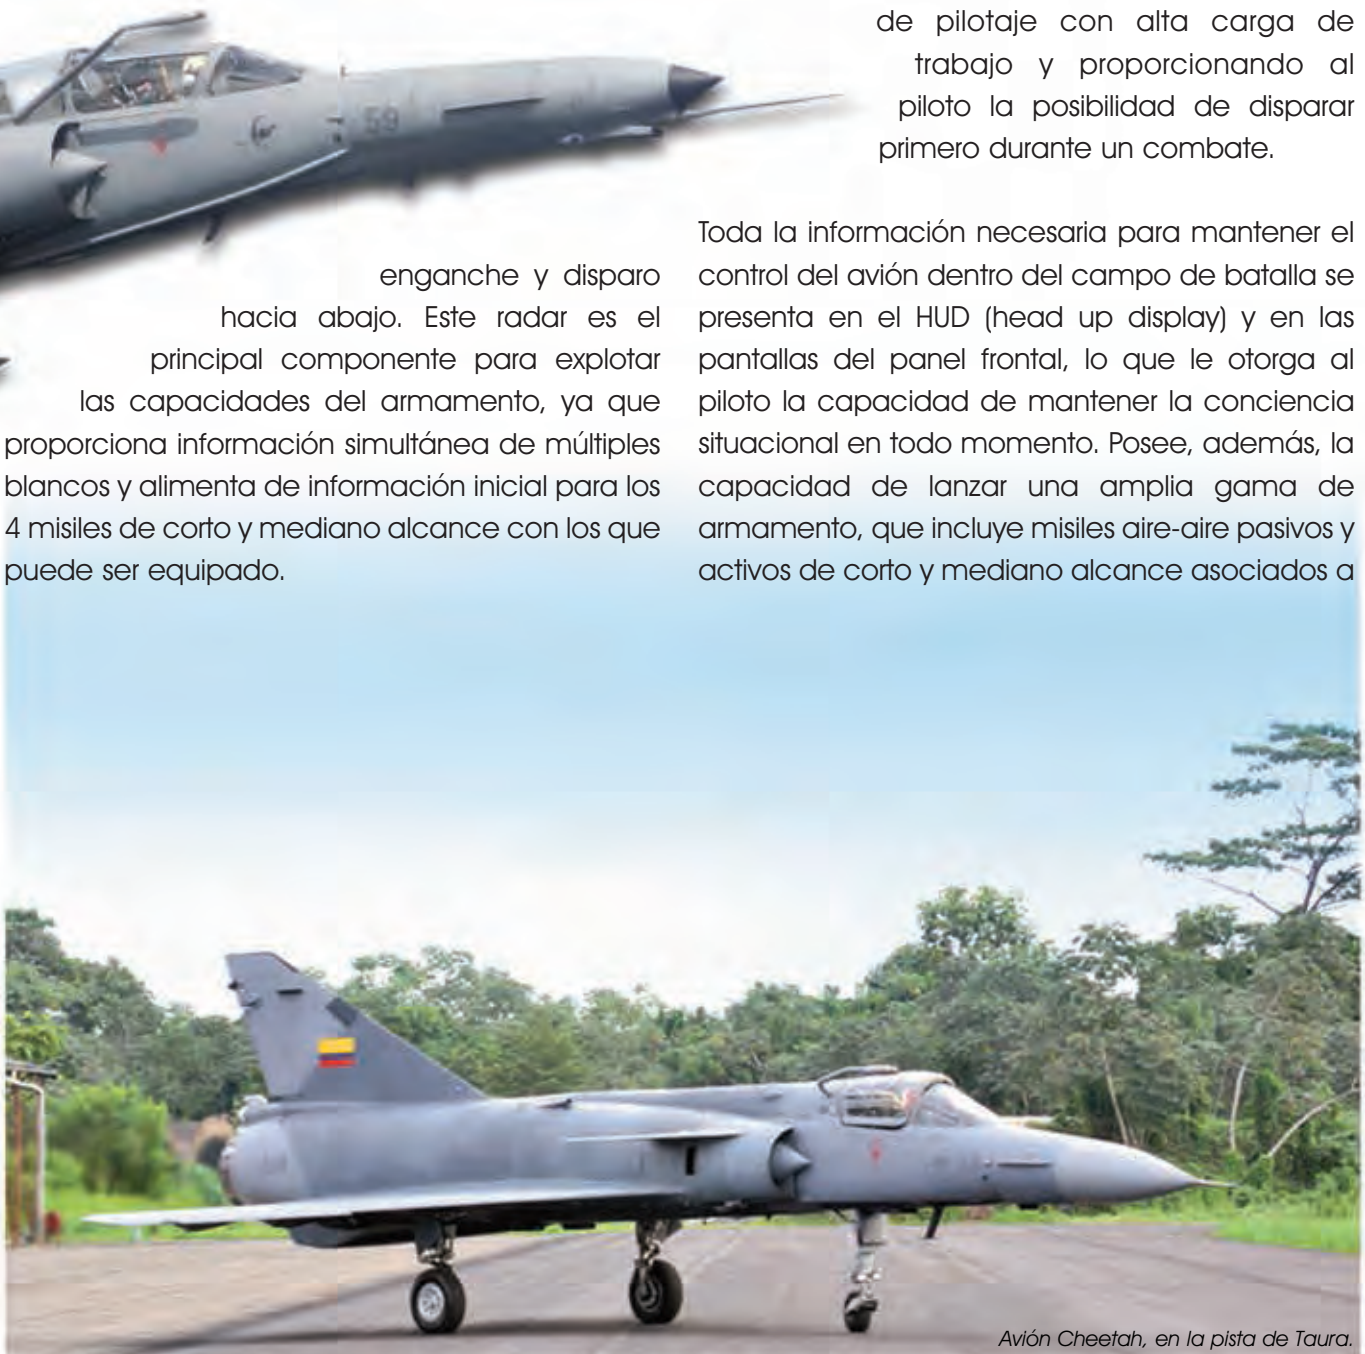 enganche y disparo
hacia abajo. Este radar es el
principal componente para explotar
las capacidades del armamento, ya que
proporciona información simultánea de múltiples
blancos y alimenta de información inicial para los
4 misiles de corto y mediano alcance con los que
puede ser equipado.
de pilotaje con alta carga de
trabajo y proporcionando al
piloto la posibilidad de disparar
primero durante un combate.
Toda la información necesaria para mantener el
control del avión dentro del campo de batalla se
presenta en el HUD (head up display) y en las
pantallas del panel frontal, lo que le otorga al
piloto la capacidad de mantener la conciencia
situacional en todo momento. Posee, además, la
capacidad de lanzar una amplia gama de
armamento, que incluye misiles aire-aire pasivos y
activos de corto y mediano alcance asociados a
59
Avión Cheetah, en la pista de Taura.